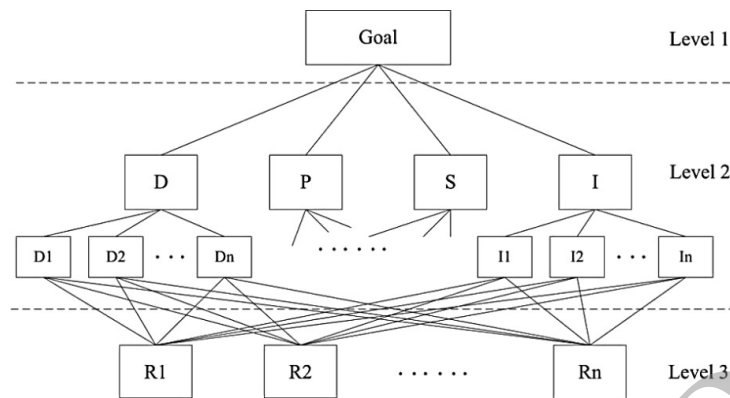 Goal
Level 1
D
P
S
I
Level 2
D1
D2
· · ·
Dn
· · · · · ·
I1
I2
· · ·
In
R1
R2
· · · · · ·
Rn
Level 3